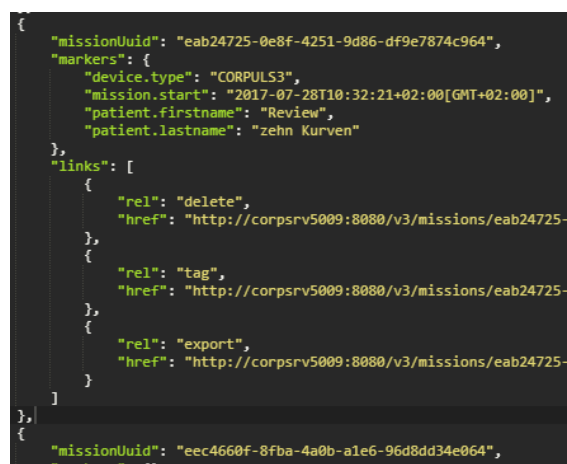 {
"missionUuid": "eab24725-0e8f-4251-9d86-df9e7874c964",
"markers": {
"device.type": "CORPULS3",
"mission.start": "2017-07-28T10:32:21+02:00[GMT+02:00]",
"patient.firstname": "Review",
"patient.lastname": "zehn Kurven"
},
"links": [
{
"rel": "delete",
"href": "http://corpsrv5009:8080/v3/missions/eab24725-
},
{
"rel": "tag",
"href": "http://corpsrv5009:8080/v3/missions/eab24725-
},
{
"rel": "export",
"href": "http://corpsrv5009:8080/v3/missions/eab24725-
}
]
},
{
"missionUuid": "eec4660f-8fba-4a0b-a1e6-96d8dd34e064",